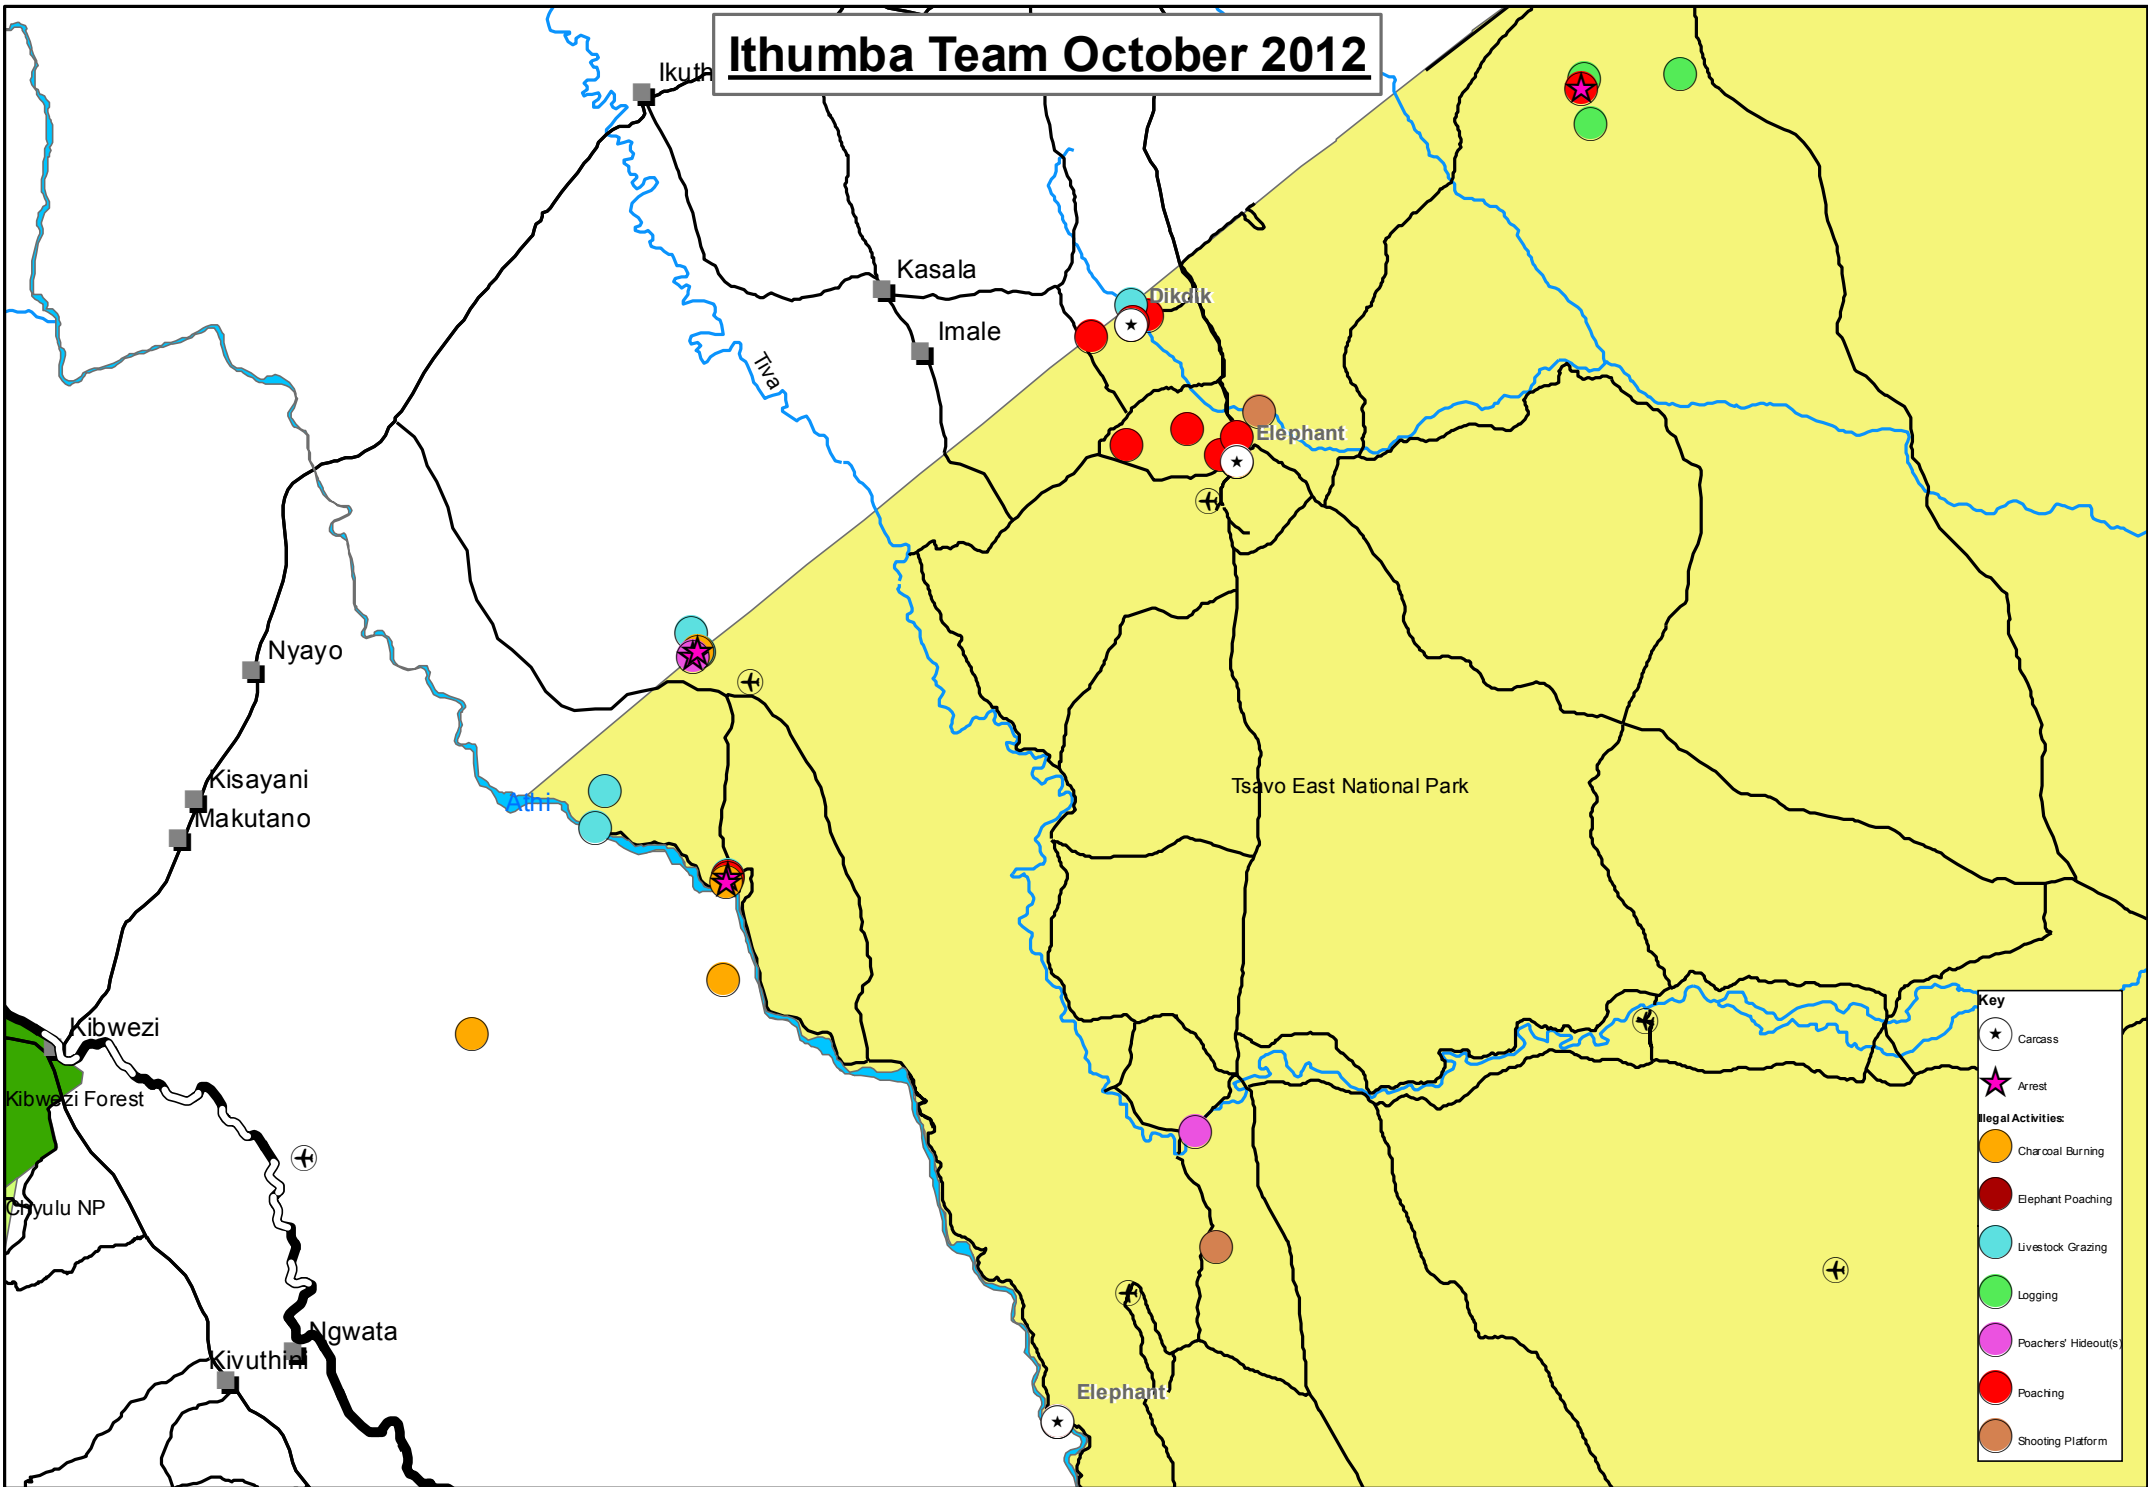 Ithumba Team October 2012
Ikuth
Kasala
Dikdik
Imale
Tiva
Elephant
Nyayo
Kisayani
Athi
Makutano
Tsavo East National Park
Kibwezi
Kibwezi Forest
Chyulu NP
Ngwata
Kivuthini
Elephant
Key
Carcass
Arrest
Illegal Activities:
Charcoal Burning
Elephant Poaching
Livestock Grazing
Logging
Poachers' Hideout(s)
Poaching
Shooting Platform